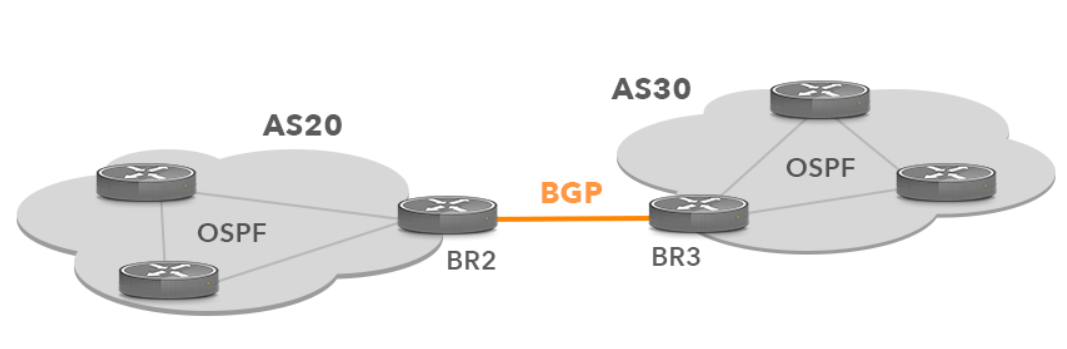 AS30
AS20
OSPF
BGP
OSPF
BR2
BR3